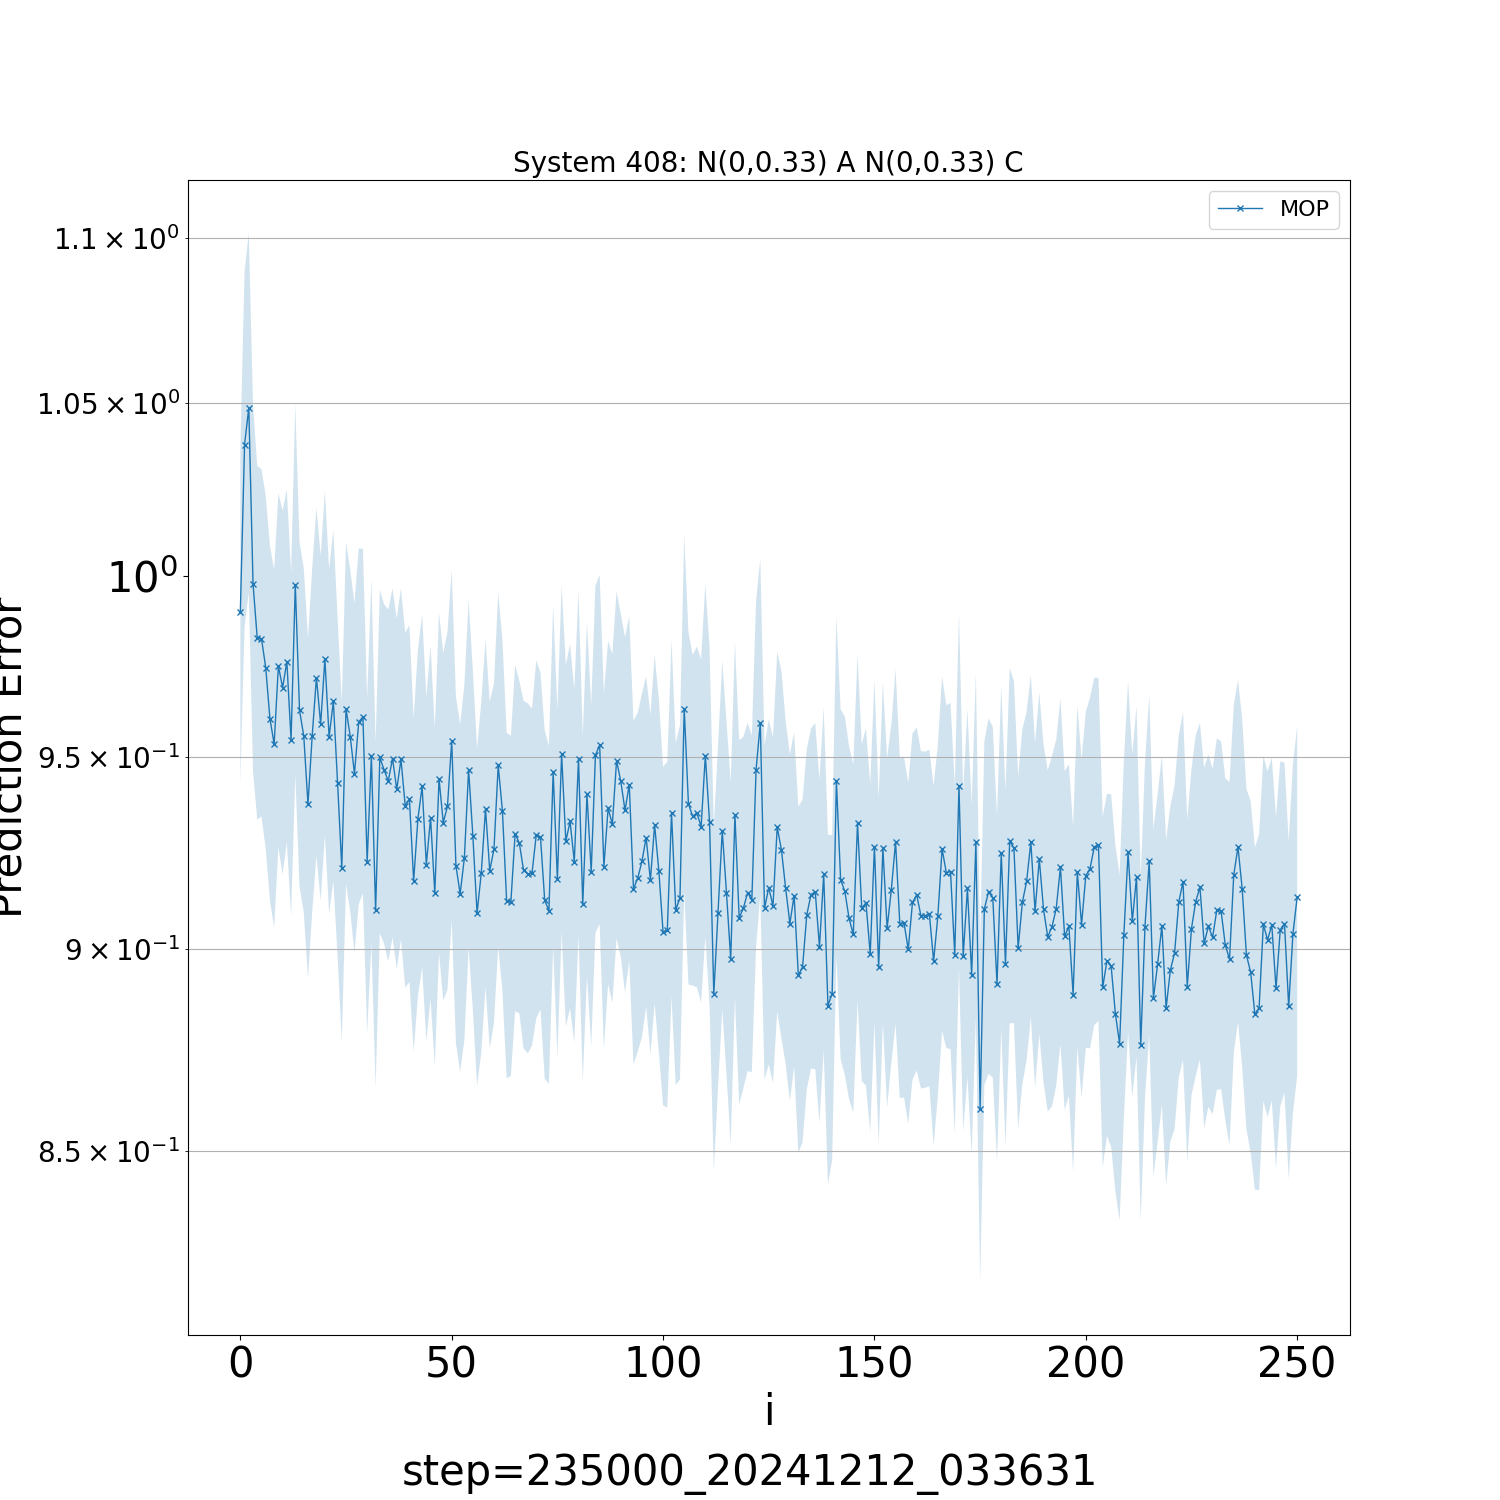 System 408: N(0,0.33) A N(0,0.33) C
MOP
1.1 × 10⁰
1.05 × 10⁰
10⁰
9.5 × 10⁻¹
9 × 10⁻¹
8.5 × 10⁻¹
Prediction Error
0 50 100 150 200 250
i
step=235000_20241212_033631